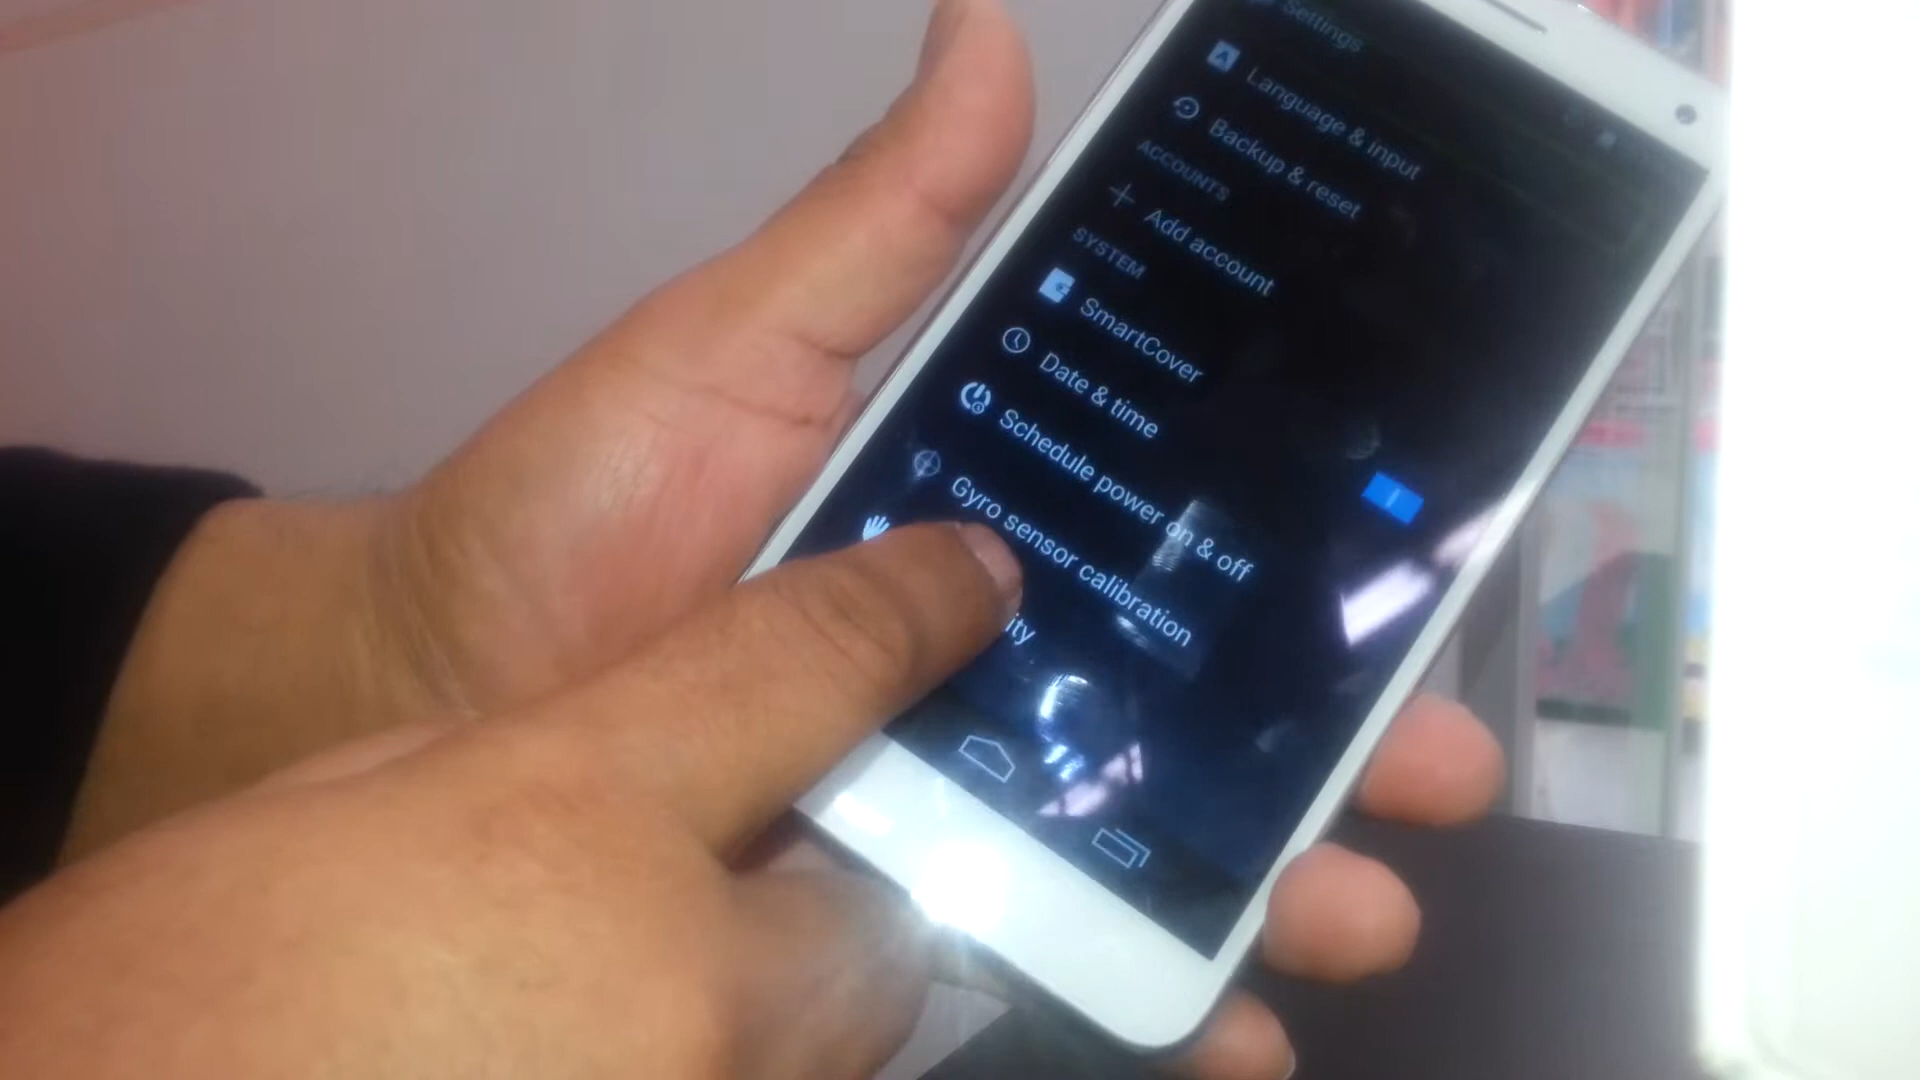 Settings
Language & input
Backup & reset
ACCOUNTS
Add account
SYSTEM
SmartCover
Date & time
Schedule power on & off
Gyro sensor calibration
ity